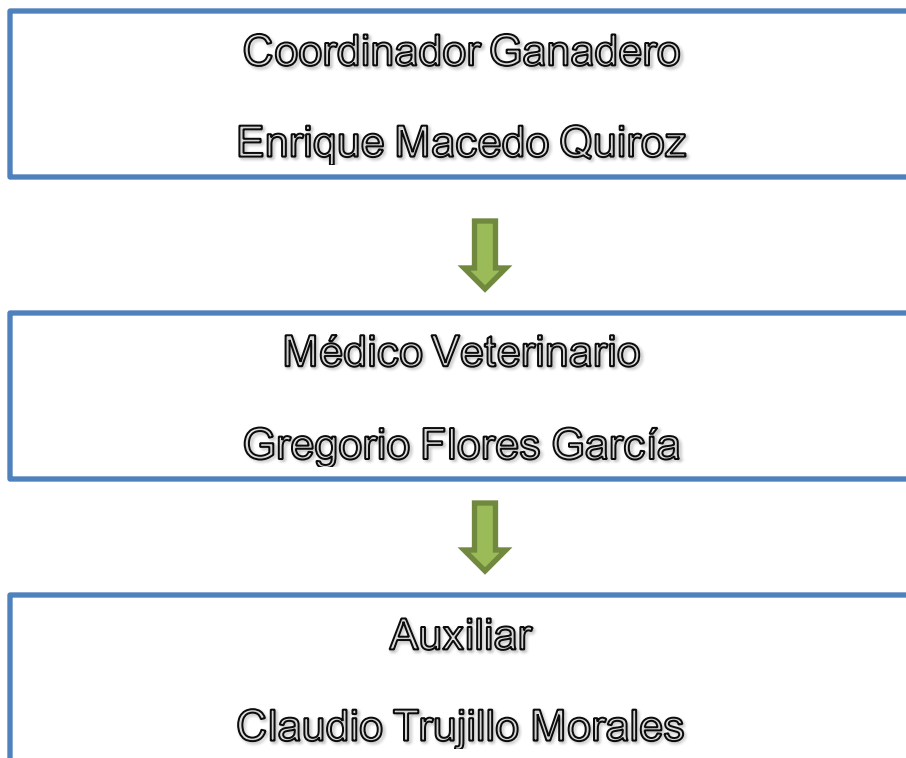 Coordinador Ganadero
Enrique Macedo Quiroz
Médico Veterinario
Gregorio Flores García
Auxiliar
Claudio Trujillo Morales